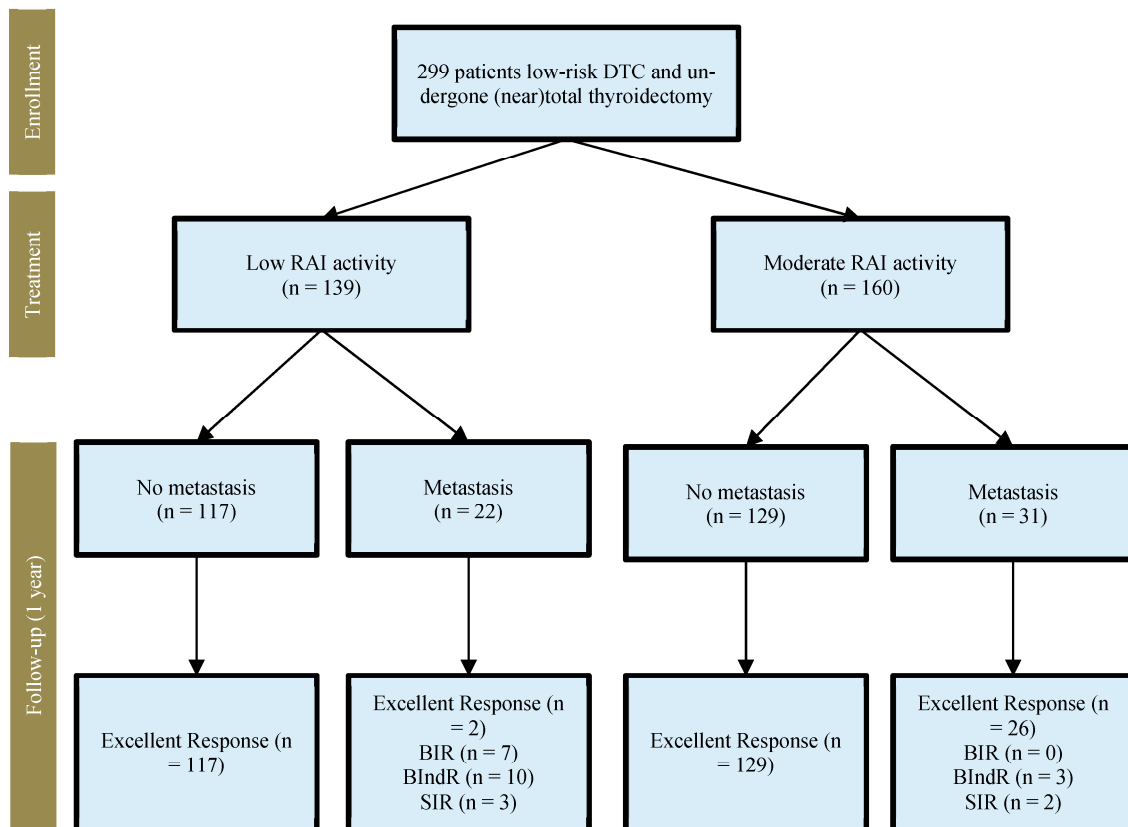 Enrollment
299 patients low-risk DTC and un-
dergone (near)total thyroidectomy
Treatment
Low RAI activity
(n = 139)
Moderate RAI activity
(n = 160)
Follow-up (1 year)
No metastasis
(n = 117)
Metastasis
(n = 22)
No metastasis
(n = 129)
Metastasis
(n = 31)
Excellent Response (n
= 117)
Excellent Response (n
= 2)
BIR (n = 7)
BIndR (n = 10)
SIR (n = 3)
Excellent Response (n
= 129)
Excellent Response (n
= 26)
BIR (n = 0)
BIndR (n = 3)
SIR (n = 2)